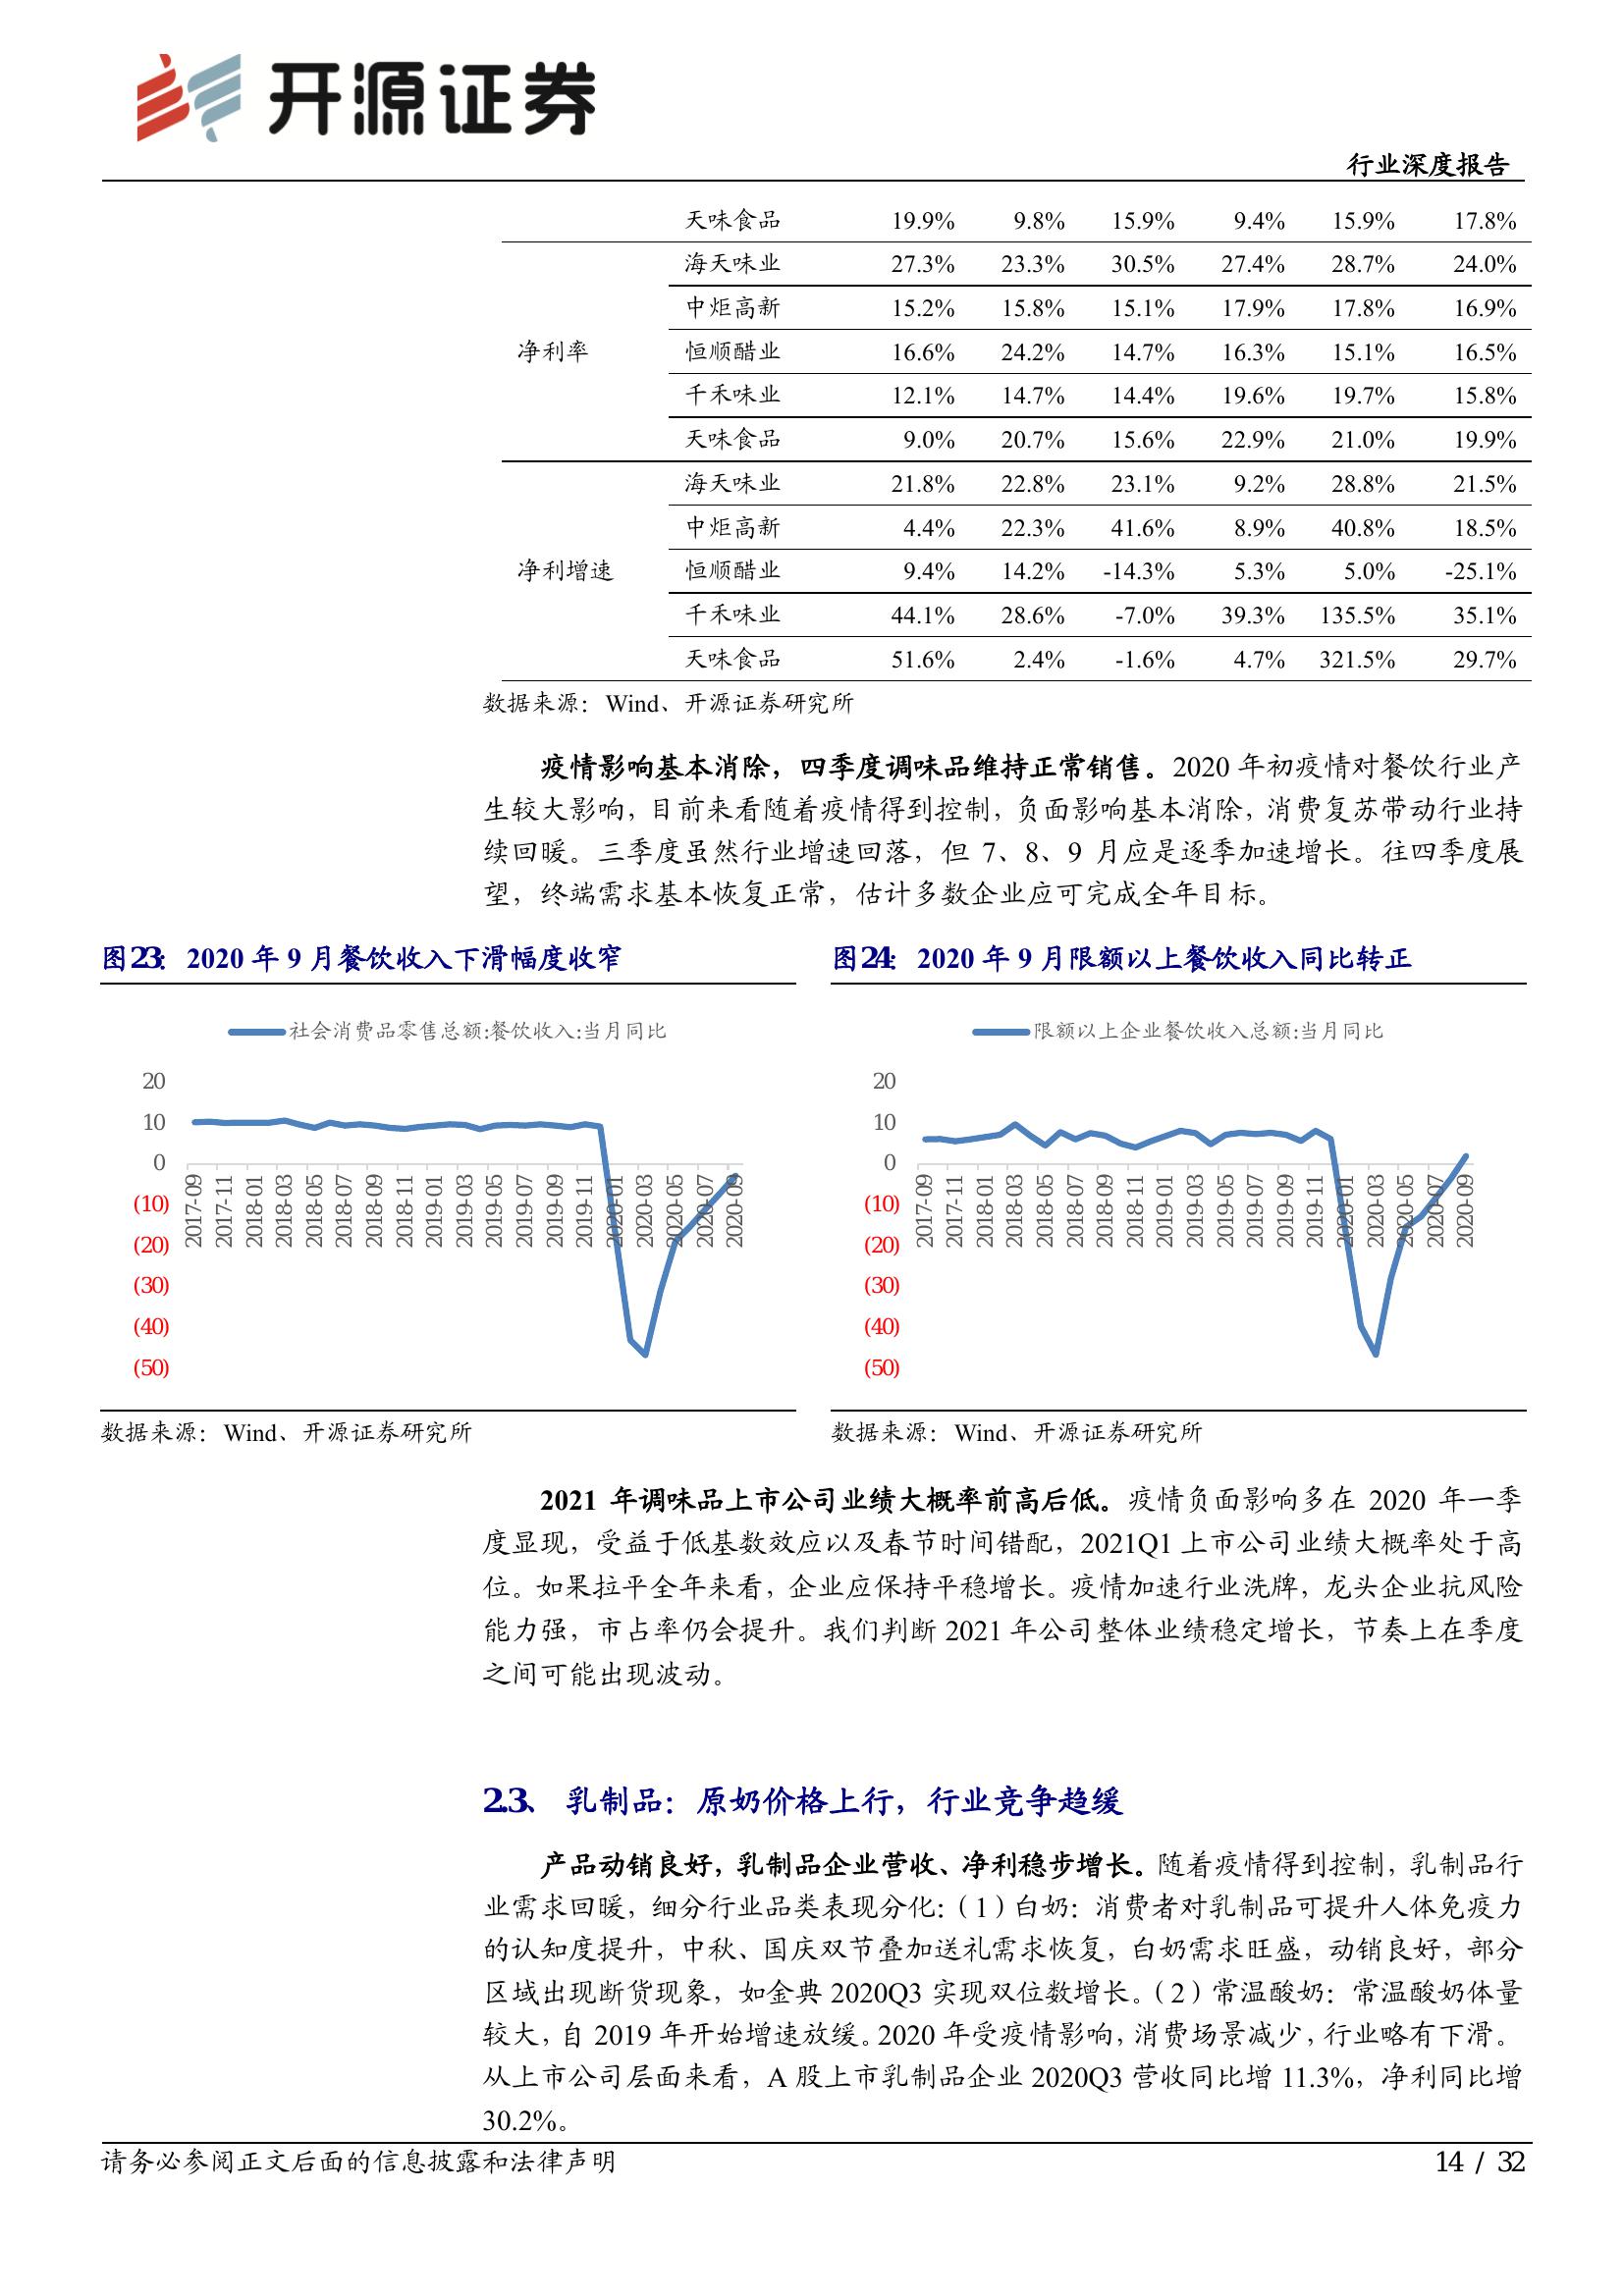 开源证券
行业深度报告
天味食品 19.9% 9.8% 15.9% 9.4% 15.9% 17.8%
净利率
海天味业 27.3% 23.3% 30.5% 27.4% 28.7% 24.0%
中炬高新 15.2% 15.8% 15.1% 17.9% 17.8% 16.9%
恒顺醋业 16.6% 24.2% 14.7% 16.3% 15.1% 16.5%
千禾味业 12.1% 14.7% 14.4% 19.6% 19.7% 15.8%
天味食品 9.0% 20.7% 15.6% 22.9% 21.0% 19.9%
净利增速
海天味业 21.8% 22.8% 23.1% 9.2% 28.8% 21.5%
中炬高新 4.4% 22.3% 41.6% 8.9% 40.8% 18.5%
恒顺醋业 9.4% 14.2% -14.3% 5.3% 5.0% -25.1%
千禾味业 44.1% 28.6% -7.0% 39.3% 135.5% 35.1%
天味食品 51.6% 2.4% -1.6% 4.7% 321.5% 29.7%
数据来源：Wind、开源证券研究所
疫情影响基本消除，四季度调味品维持正常销售。2020 年初疫情对餐饮行业产
生较大影响，目前来看随着疫情得到控制，负面影响基本消除，消费复苏带动行业持
续回暖。三季度虽然行业增速回落，但 7、8、9 月应是逐季加速增长。往四季度展
望，终端需求基本恢复正常，估计多数企业应可完成全年目标。
图23： 2020 年 9 月餐饮收入下滑幅度收窄
社会消费品零售总额:餐饮收入:当月同比
20
10
0
(10)
(20)
(30)
(40)
(50)
2017-09 2017-11 2018-01 2018-03 2018-05 2018-07 2018-09 2018-11 2019-01 2019-03 2019-05 2019-07 2019-09 2019-11 2020-01 2020-03 2020-05 2020-07 2020-09
数据来源：Wind、开源证券研究所
图24： 2020 年 9 月限额以上餐饮收入同比转正
限额以上企业餐饮收入总额:当月同比
20
10
0
(10)
(20)
(30)
(40)
(50)
2017-09 2017-11 2018-01 2018-03 2018-05 2018-07 2018-09 2018-11 2019-01 2019-03 2019-05 2019-07 2019-09 2019-11 2020-01 2020-03 2020-05 2020-07 2020-09
数据来源：Wind、开源证券研究所
2021 年调味品上市公司业绩大概率前高后低。疫情负面影响多在 2020 年一季
度显现，受益于低基数效应以及春节时间错配，2021Q1 上市公司业绩大概率处于高
位。如果拉平全年来看，企业应保持平稳增长。疫情加速行业洗牌，龙头企业抗风险
能力强，市占率仍会提升。我们判断 2021 年公司整体业绩稳定增长，节奏上在季度
之间可能出现波动。
2.3、 乳制品：原奶价格上行，行业竞争趋缓
产品动销良好，乳制品企业营收、净利稳步增长。随着疫情得到控制，乳制品行
业需求回暖，细分行业品类表现分化：（1）白奶：消费者对乳制品可提升人体免疫力
的认知度提升，中秋、国庆双节叠加送礼需求恢复，白奶需求旺盛，动销良好，部分
区域出现断货现象，如金典 2020Q3 实现双位数增长。（2）常温酸奶：常温酸奶体量
较大，自 2019 年开始增速放缓。2020 年受疫情影响，消费场景减少，行业略有下滑。
从上市公司层面来看，A 股上市乳制品企业 2020Q3 营收同比增 11.3%，净利同比增
30.2%。
请务必参阅正文后面的信息披露和法律声明
14 / 32